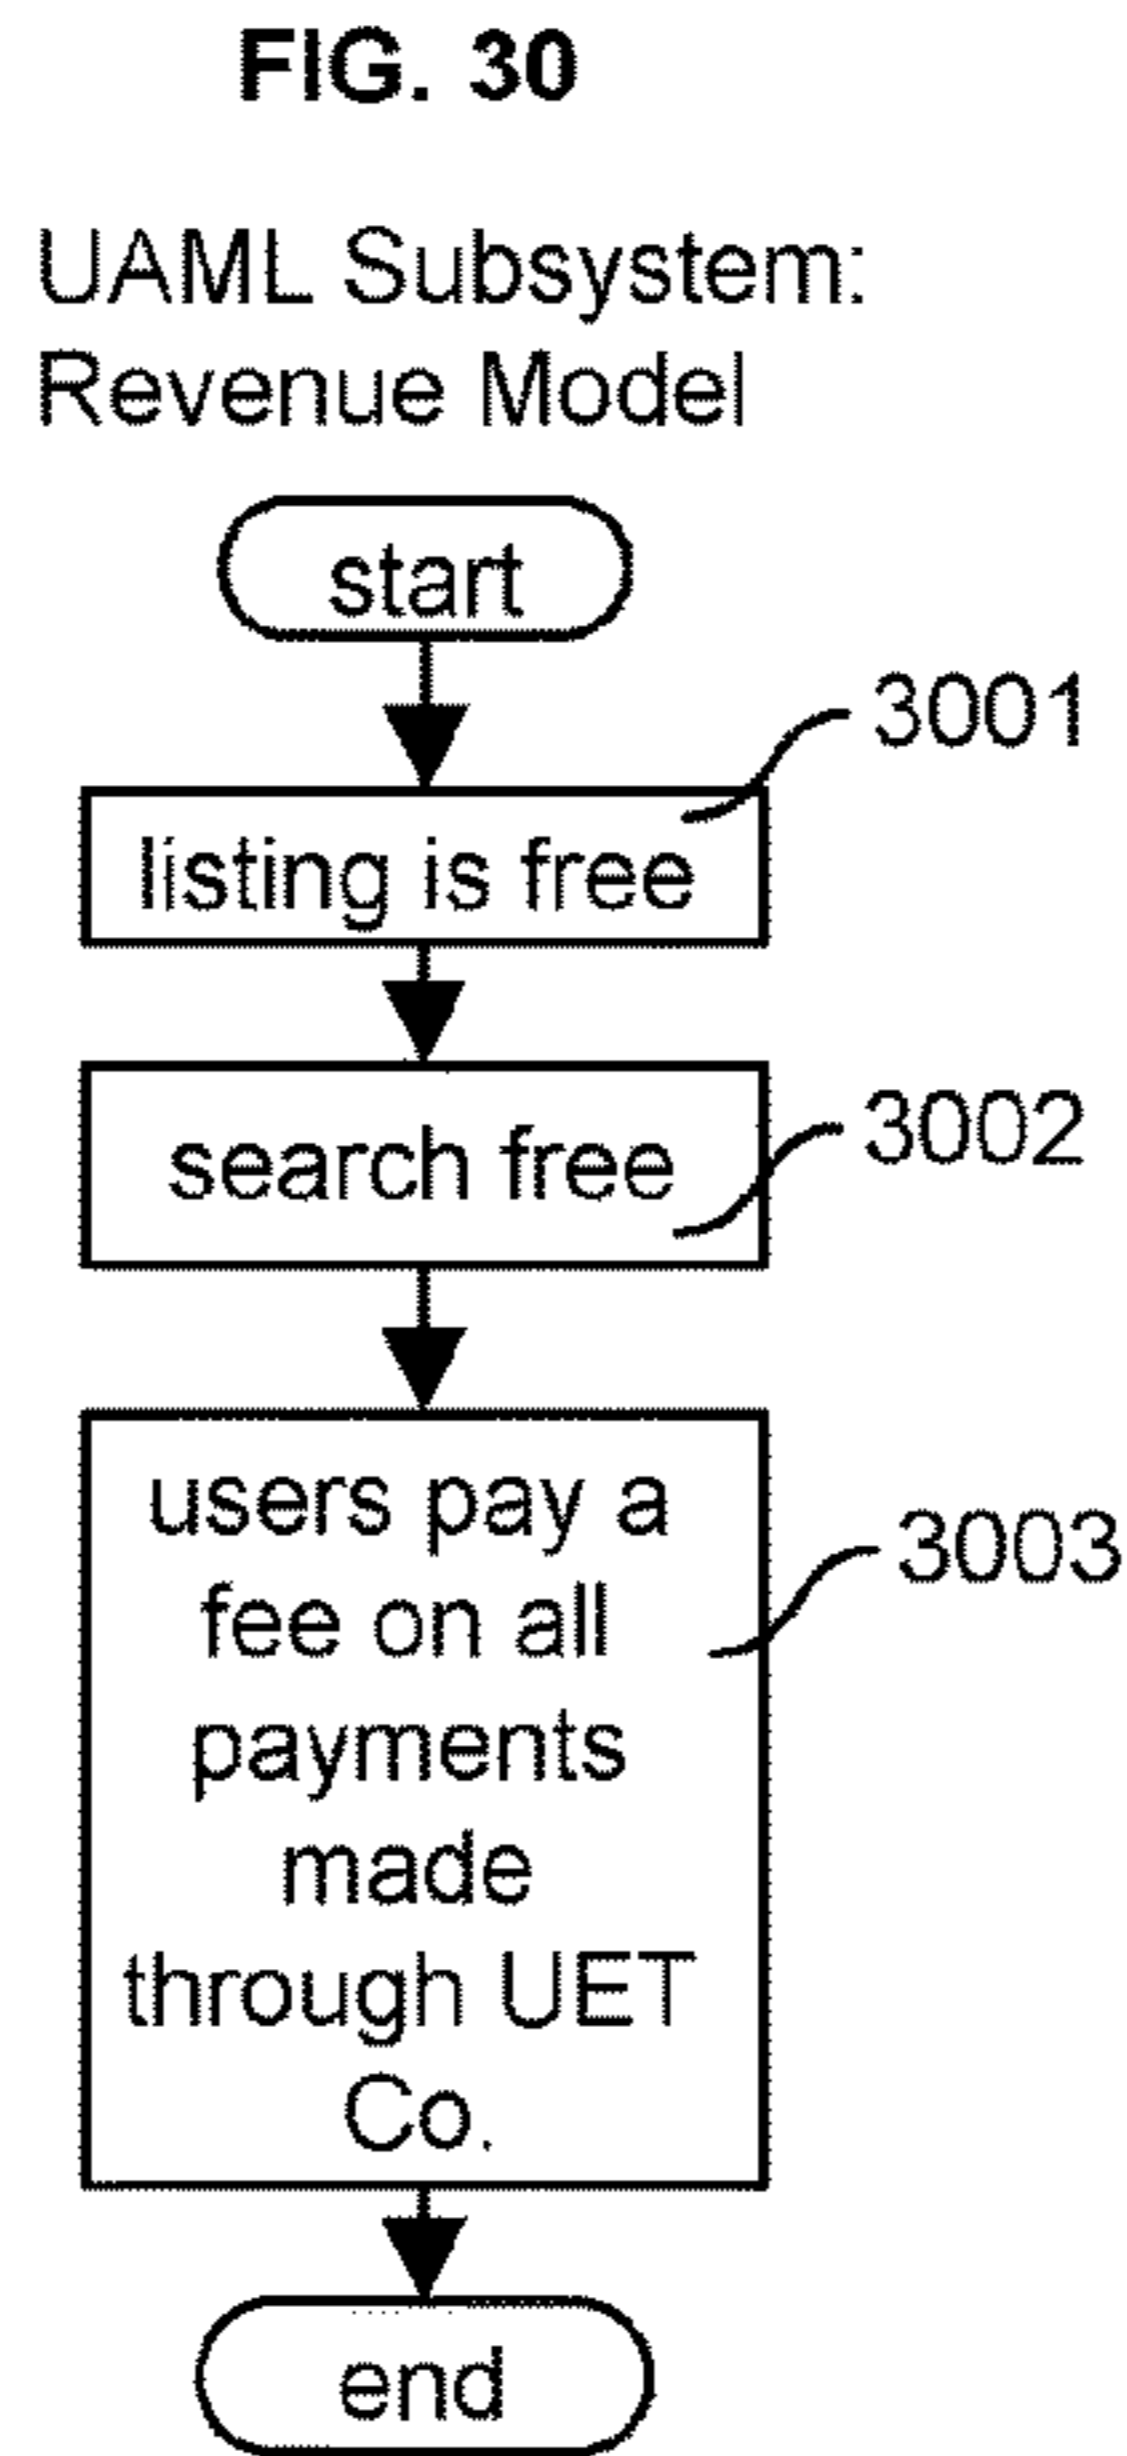 FIG. 30
UAML Subsystem:
Revenue Model
start
3001
listing is free
3002
search free
users pay a
3003
fee on all
payments
made
through UET
Co.
end